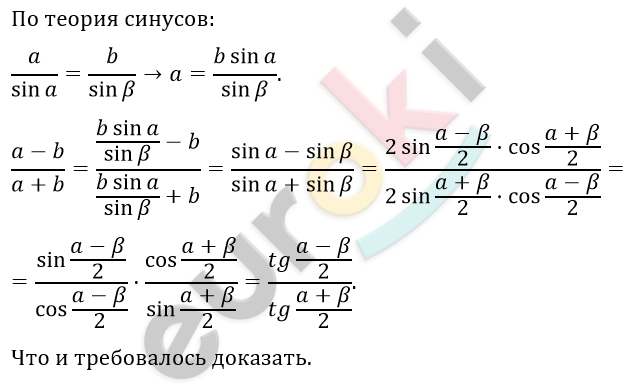 По теория синусов:
a/sin a = b/sin β → a = b sin a/sin β.
(a − b)/(a + b) = (b sin a/sin β − b)/(b sin a/sin β + b) = (sin a − sin β)/(sin a + sin β) = (2 sin (a − β)/2 · cos (a + β)/2)/(2 sin (a + β)/2 · cos (a − β)/2) =
= (sin (a − β)/2)/(cos (a − β)/2) · (cos (a + β)/2)/(sin (a + β)/2) = (tg (a − β)/2)/(tg (a + β)/2).
Что и требовалось доказать.
euroki